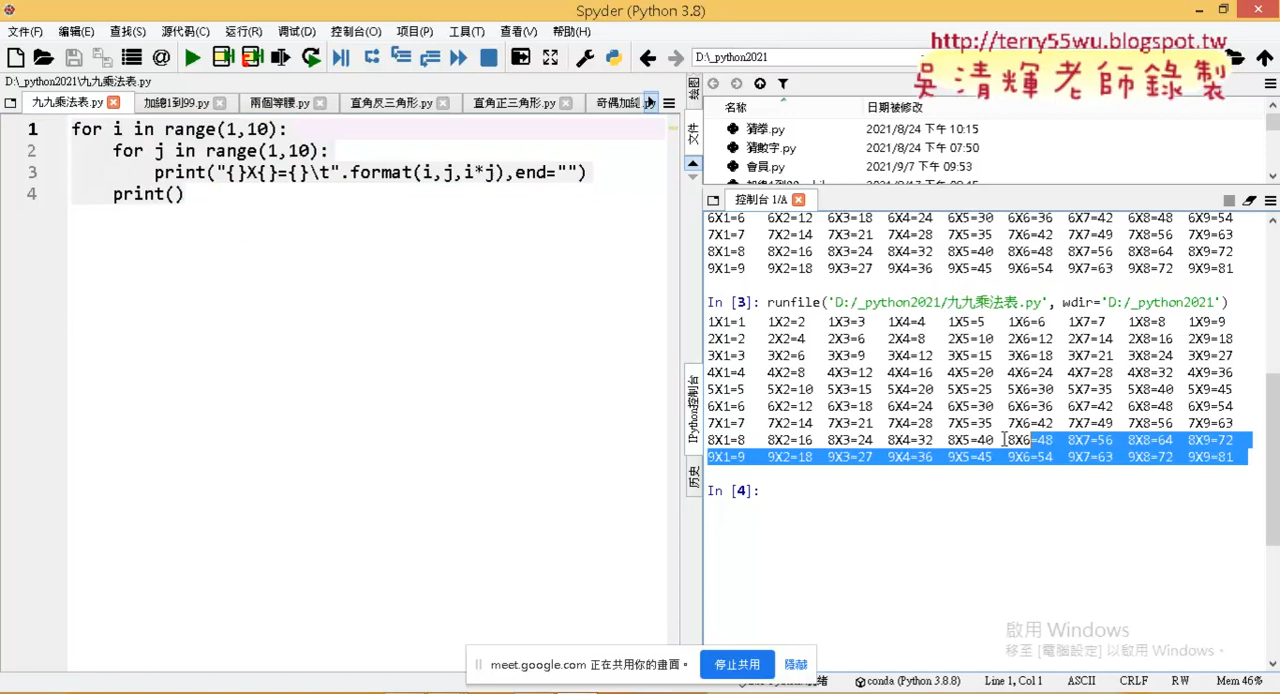 Spyder (Python 3.8)
文件(F) 编辑(E) 查找(S) 源代码(C) 运行(R) 调试(D) 控制台(O) 项目(P) 工具(T) 查看(V) 帮助(H)
D:\_python2021
http://terry55wu.blogspot.tw
吳清輝老師錄製
D:\_python2021\九九乘法表.py
九九乘法表.py 加總1到99.py 兩個等腰.py 直角反三角形.py 直角正三角形.py 奇偶加總
1 for i in range(1,10):
2 for j in range(1,10):
3 print("{}X{}={}\t".format(i,j,i*j),end="")
4 print()
绘图
文件
IPython控制台
历史
名称 日期被修改
猜拳.py 2021/8/24 下午 10:15
猜數字.py 2021/8/24 下午 07:50
會員.py 2021/9/7 下午 09:53
控制台 1/A
6X1=6 6X2=12 6X3=18 6X4=24 6X5=30 6X6=36 6X7=42 6X8=48 6X9=54
7X1=7 7X2=14 7X3=21 7X4=28 7X5=35 7X6=42 7X7=49 7X8=56 7X9=63
8X1=8 8X2=16 8X3=24 8X4=32 8X5=40 8X6=48 8X7=56 8X8=64 8X9=72
9X1=9 9X2=18 9X3=27 9X4=36 9X5=45 9X6=54 9X7=63 9X8=72 9X9=81
In [3]: runfile('D:/_python2021/九九乘法表.py', wdir='D:/_python2021')
1X1=1 1X2=2 1X3=3 1X4=4 1X5=5 1X6=6 1X7=7 1X8=8 1X9=9
2X1=2 2X2=4 2X3=6 2X4=8 2X5=10 2X6=12 2X7=14 2X8=16 2X9=18
3X1=3 3X2=6 3X3=9 3X4=12 3X5=15 3X6=18 3X7=21 3X8=24 3X9=27
4X1=4 4X2=8 4X3=12 4X4=16 4X5=20 4X6=24 4X7=28 4X8=32 4X9=36
5X1=5 5X2=10 5X3=15 5X4=20 5X5=25 5X6=30 5X7=35 5X8=40 5X9=45
6X1=6 6X2=12 6X3=18 6X4=24 6X5=30 6X6=36 6X7=42 6X8=48 6X9=54
7X1=7 7X2=14 7X3=21 7X4=28 7X5=35 7X6=42 7X7=49 7X8=56 7X9=63
8X1=8 8X2=16 8X3=24 8X4=32 8X5=40 8X6=48 8X7=56 8X8=64 8X9=72
9X1=9 9X2=18 9X3=27 9X4=36 9X5=45 9X6=54 9X7=63 9X8=72 9X9=81
In [4]:
啟用 Windows
移至 [電腦設定] 以啟用 Windows。
meet.google.com 正在共用你的畫面。 停止共用 隱藏
conda (Python 3.8.8) Line 1, Col 1 ASCII CRLF RW Mem 46%